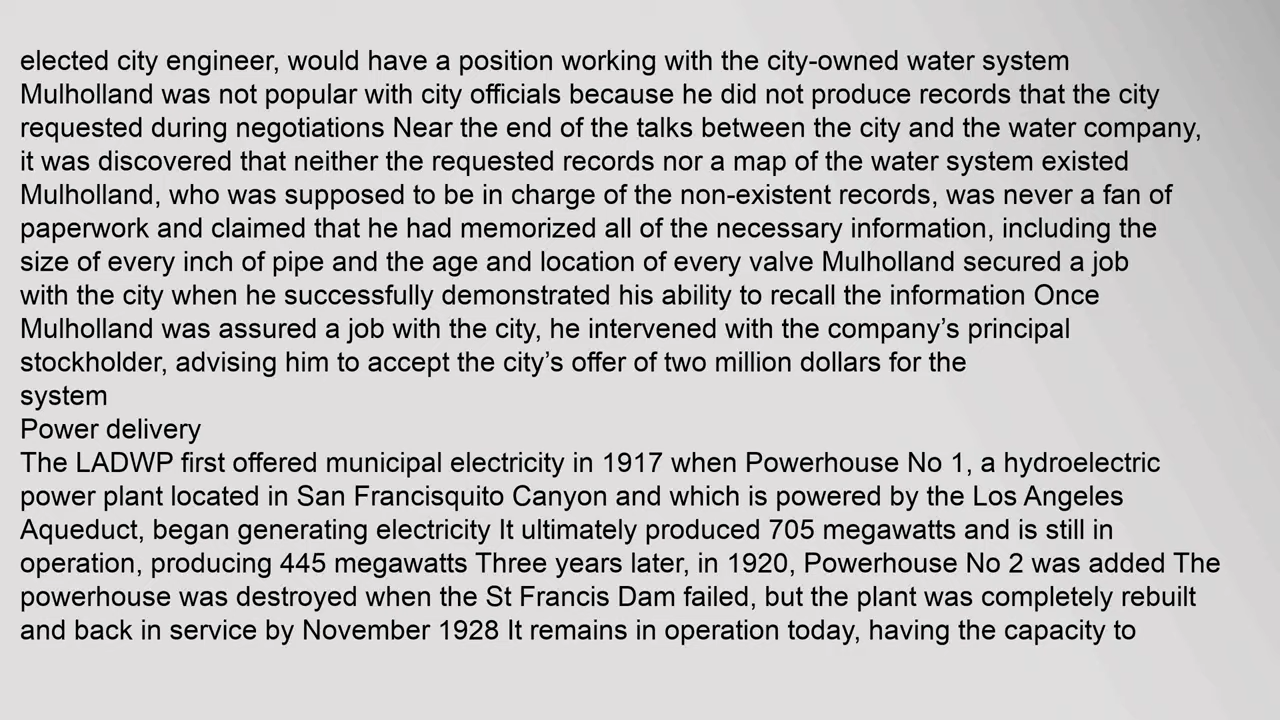 elected city engineer, would have a position working with the city-owned water system
Mulholland was not popular with city officials because he did not produce records that the city
requested during negotiations Near the end of the talks between the city and the water company,
it was discovered that neither the requested records nor a map of the water system existed
Mulholland, who was supposed to be in charge of the non-existent records, was never a fan of
paperwork and claimed that he had memorized all of the necessary information, including the
size of every inch of pipe and the age and location of every valve Mulholland secured a job
with the city when he successfully demonstrated his ability to recall the information Once
Mulholland was assured a job with the city, he intervened with the company’s principal
stockholder, advising him to accept the city’s offer of two million dollars for the
system
Power delivery
The LADWP first offered municipal electricity in 1917 when Powerhouse No 1, a hydroelectric
power plant located in San Francisquito Canyon and which is powered by the Los Angeles
Aqueduct, began generating electricity It ultimately produced 705 megawatts and is still in
operation, producing 445 megawatts Three years later, in 1920, Powerhouse No 2 was added The
powerhouse was destroyed when the St Francis Dam failed, but the plant was completely rebuilt
and back in service by November 1928 It remains in operation today, having the capacity to